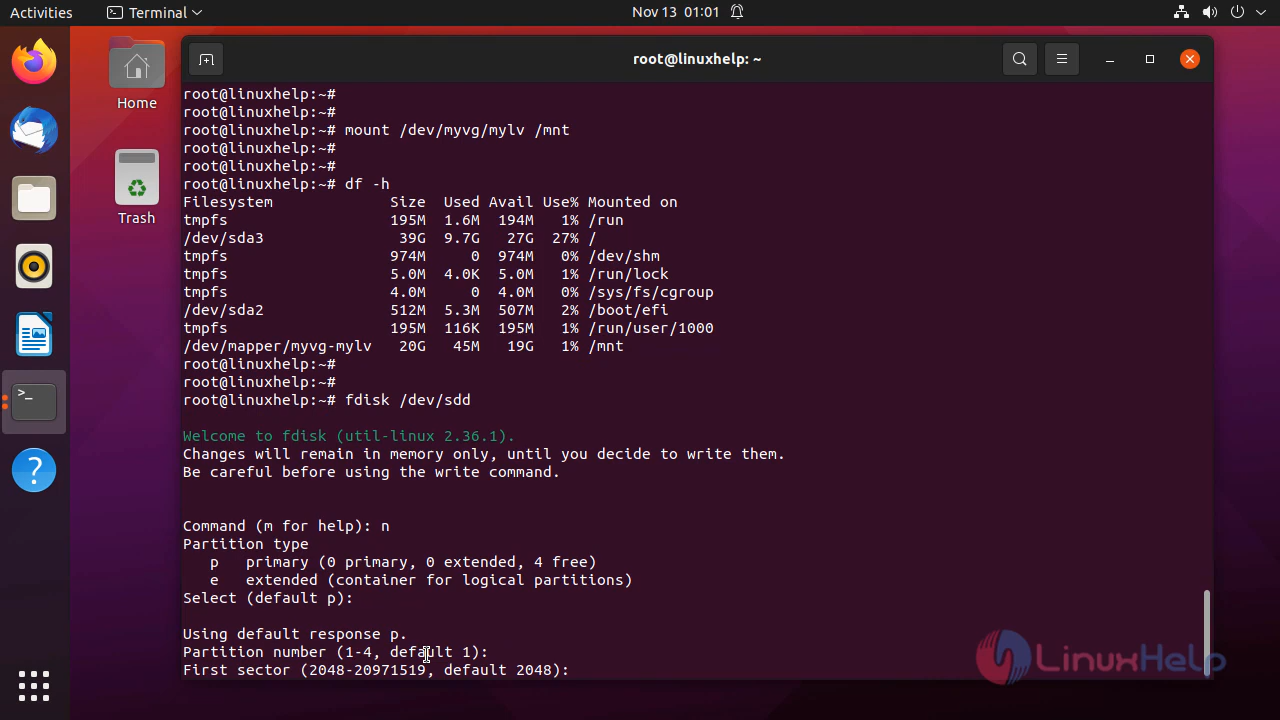 Activities
Terminal
Nov 13 01:01
root@linuxhelp: ~
Home
Trash
root@linuxhelp:~#
root@linuxhelp:~#
root@linuxhelp:~# mount /dev/myvg/mylv /mnt
root@linuxhelp:~#
root@linuxhelp:~#
root@linuxhelp:~# df -h
Filesystem Size Used Avail Use% Mounted on
tmpfs 195M 1.6M 194M 1% /run
/dev/sda3 39G 9.7G 27G 27% /
tmpfs 974M 0 974M 0% /dev/shm
tmpfs 5.0M 4.0K 5.0M 1% /run/lock
tmpfs 4.0M 0 4.0M 0% /sys/fs/cgroup
/dev/sda2 512M 5.3M 507M 2% /boot/efi
tmpfs 195M 116K 195M 1% /run/user/1000
/dev/mapper/myvg-mylv 20G 45M 19G 1% /mnt
root@linuxhelp:~#
root@linuxhelp:~#
root@linuxhelp:~# fdisk /dev/sdd
Welcome to fdisk (util-linux 2.36.1).
Changes will remain in memory only, until you decide to write them.
Be careful before using the write command.
Command (m for help): n
Partition type
p primary (0 primary, 0 extended, 4 free)
e extended (container for logical partitions)
Select (default p):
Using default response p.
Partition number (1-4, default 1):
First sector (2048-20971519, default 2048):
LinuxHelp